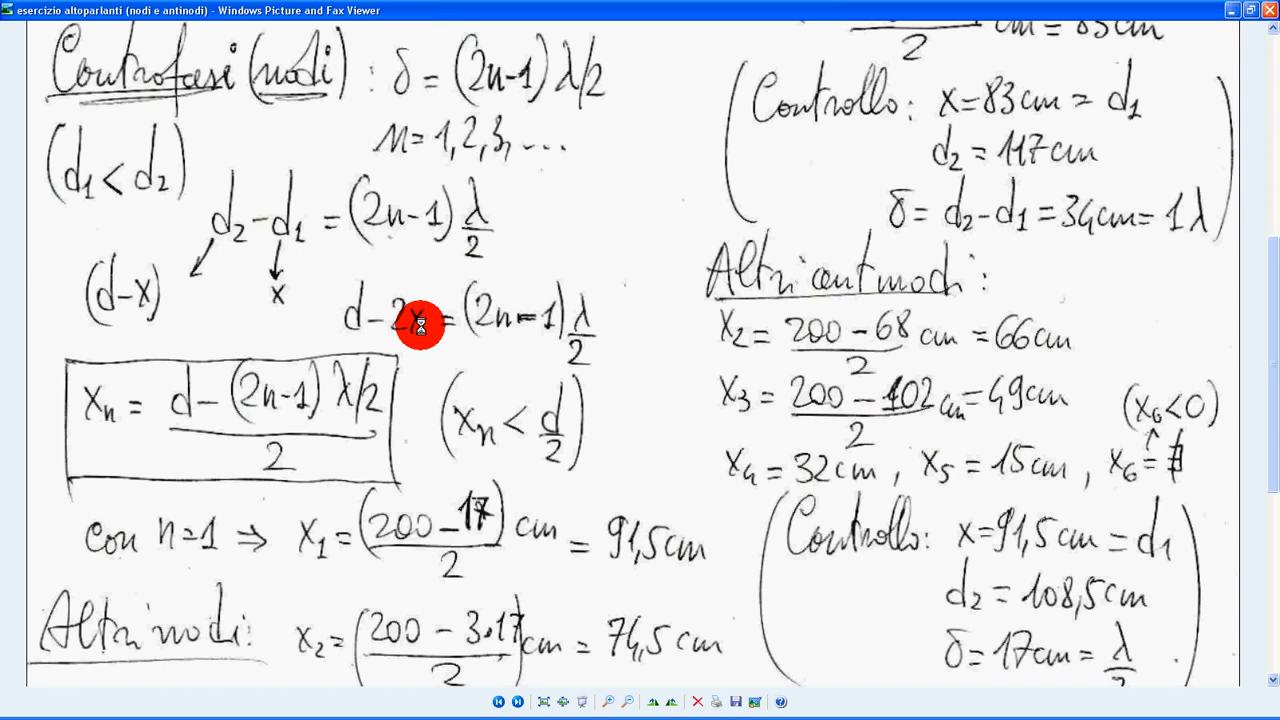 esercizio altoparlanti (nodi e antinodi) - Windows Picture and Fax Viewer
Controfasi (nodi) : δ = (2n-1) λ/2
n = 1, 2, 3, ...
(d₁ < d₂)
d₂ - d₁ = (2n-1) λ/2
(d-x) x
d - 2x = (2n-1) λ/2
xₙ = (d - (2n-1) λ/2)/2 (xₙ < d/2)
con n=1 ⇒ x₁ = (200 - 17)/2 cm = 91,5 cm
Altri nodi: x₂ = (200 - 3·17)/2 cm = 74,5 cm
2 cm = 83 cm
(Controllo: x = 83 cm = d₁
d₂ = 117 cm
δ = d₂ - d₁ = 34 cm = 1 λ)
Altri antinodi:
x₂ = (200 - 68)/2 cm = 66 cm
x₃ = (200 - 102)/2 cm = 49 cm (x₆ < 0)
x₄ = 32 cm, x₅ = 15 cm, x₆ = ∄
(Controllo: x = 91,5 cm = d₁
d₂ = 108,5 cm
δ = 17 cm = λ/2 .)